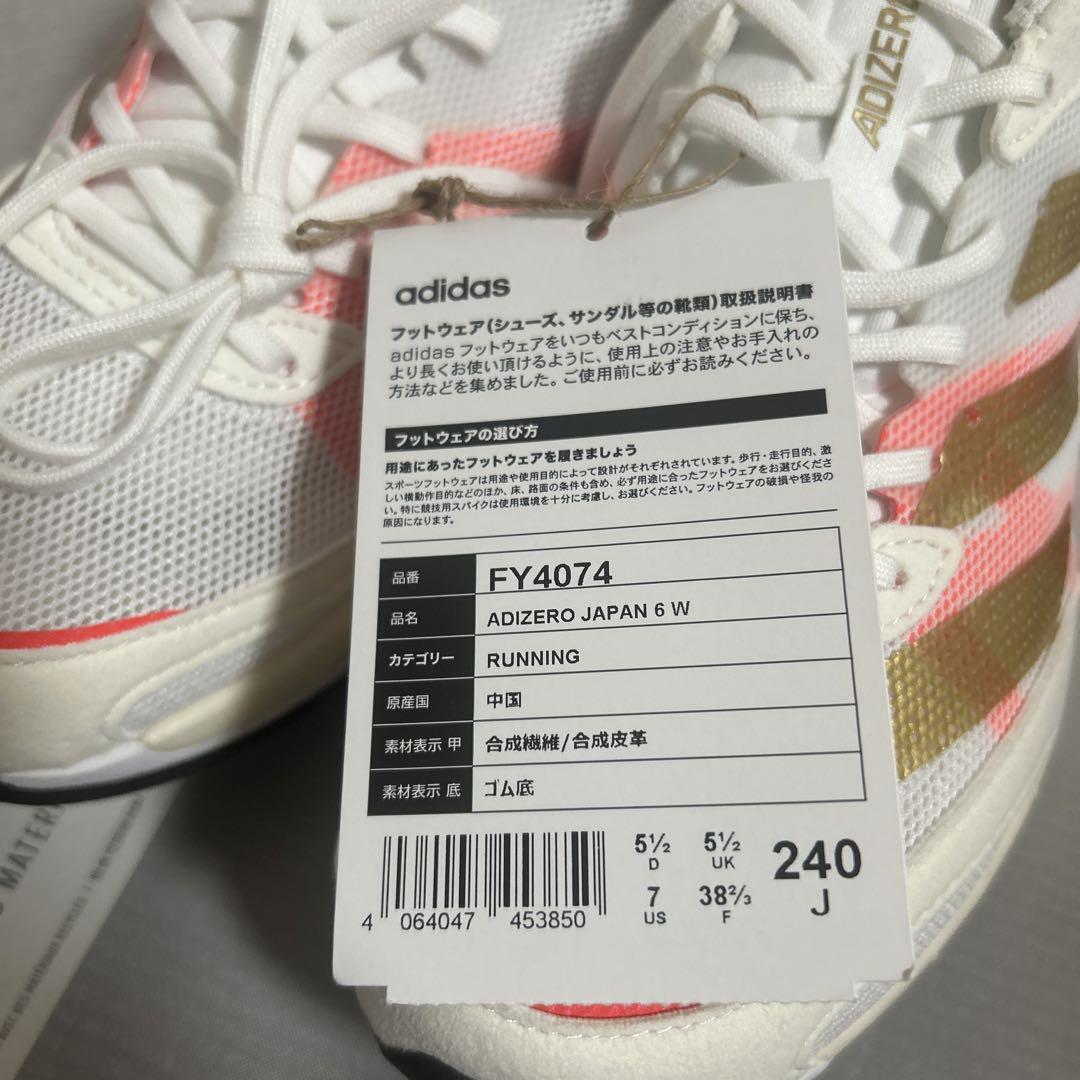 ADIZERO
adidas
フットウェア(シューズ、サンダル等の靴類)取扱説明書
adidas フットウェアをいつもベストコンディションに保ち、
より長くお使い頂けるように、使用上の注意やお手入れの
方法などを集めました。ご使用前に必ずお読みください。
フットウェアの選び方
用途にあったフットウェアを履きましょう
スポーツフットウェアは用途や使用目的によって設計がそれぞれされています。歩行・走行目的、激
しい横動作目的などのほか、床、路面の条件も含め、必ず用途に合ったフットウェアをお選びくださ
い。特に競技用スパイクは使用環境を十分に考慮し、お選びください。フットウェアの破損や怪我の
原因になります。
品番 FY4074
品名 ADIZERO JAPAN 6 W
カテゴリー RUNNING
原産国 中国
素材表示 甲 合成繊維/合成皮革
素材表示 底 ゴム底
5½ 5½ 240
D UK J
7 38⅔
US F
4 064047 453850